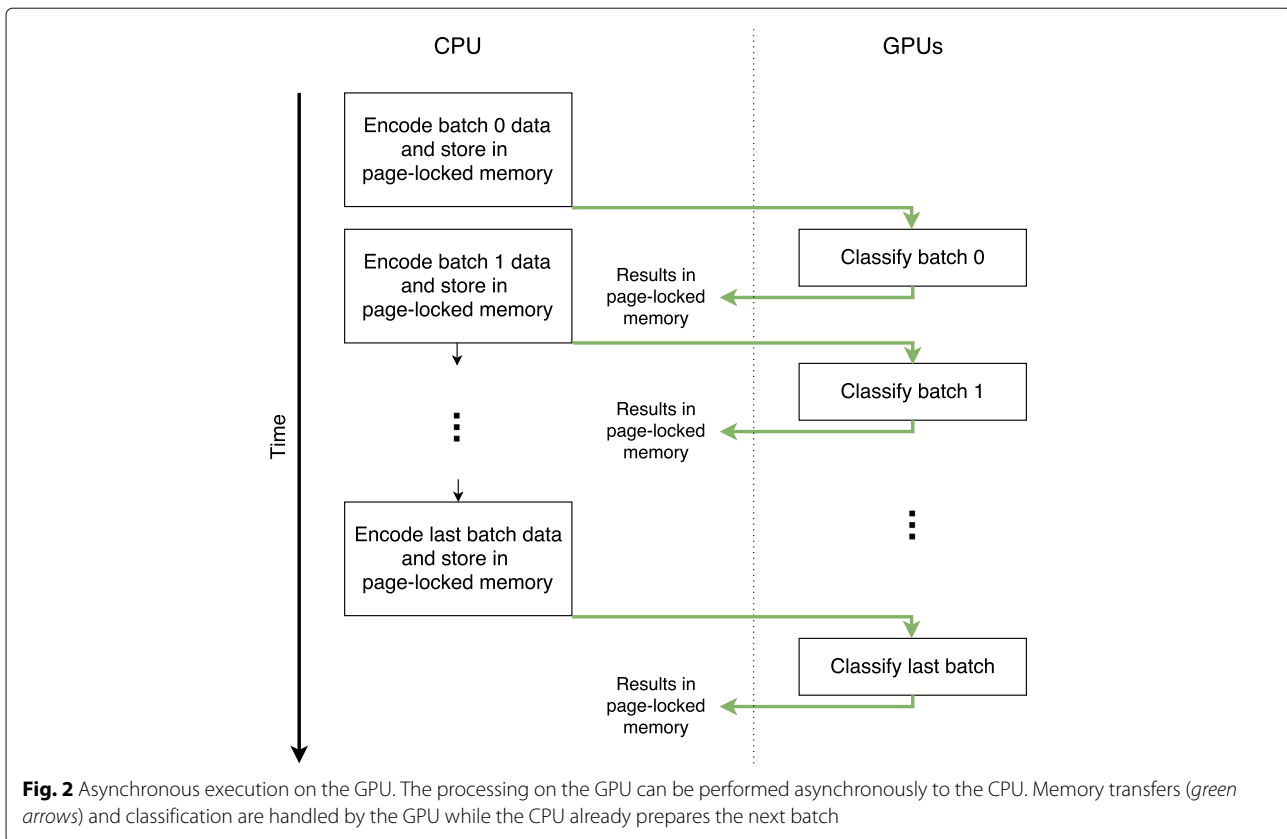 CPU
GPUs
Encode batch 0 data
and store in
page-locked memory
Classify batch 0
Encode batch 1 data
and store in
page-locked memory
Results in
page-locked
memory
Classify batch 1
Results in
page-locked
memory
Time
⋮
Encode last batch data
and store in
page-locked memory
⋮
Classify last batch
Results in
page-locked
memory
Fig. 2 Asynchronous execution on the GPU. The processing on the GPU can be performed asynchronously to the CPU. Memory transfers (green
arrows) and classification are handled by the GPU while the CPU already prepares the next batch